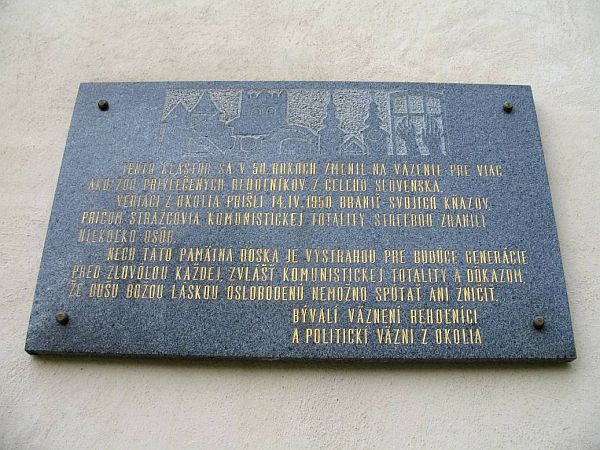 TENTO KLÁŠTOR SA V 50. ROKOCH ZMENIL NA VÄZENIE PRE VIAC
AKO 700 PRIVLEČENÝCH REHOĽNÍKOV Z CELÉHO SLOVENSKA.
VERIACI Z OKOLIA PRIŠLI 14.IV.1950 BRÁNIŤ SVOJICH KŇAZOV,
PRIČOM STRÁŽCOVIA KOMUNISTICKEJ TOTALITY STREĽBOU ZRANILI
NIEKOĽKO OSÔB.
NECH TÁTO PAMÄTNÁ DOSKA JE VÝSTRAHOU PRE BUDÚCE GENERÁCIE
PRED ZLOVÔĽOU KAŽDEJ, ZVLÁŠŤ KOMUNISTICKEJ TOTALITY A DÔKAZOM,
ŽE DUŠU BOŽOU LÁSKOU OSLOBODENÚ NEMOŽNO SPÚTAŤ ANI ZNIČIŤ.
BÝVALÍ VÄZNENÍ REHOĽNÍCI
A POLITICKÍ VÄZNI Z OKOLIA